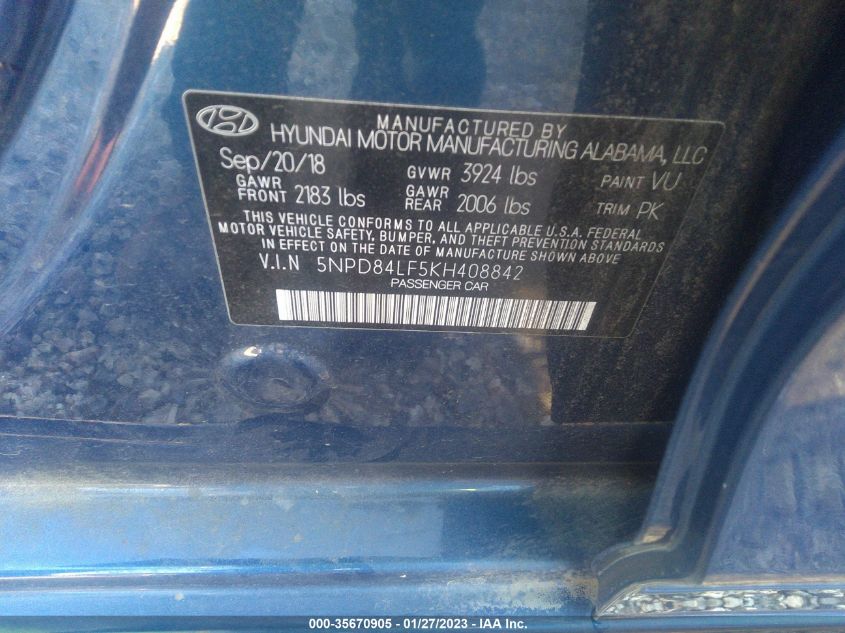 MANUFACTURED BY
HYUNDAI MOTOR MANUFACTURING ALABAMA, LLC
Sep/20/18 GVWR 3924 lbs PAINT VU
GAWR FRONT 2183 lbs GAWR REAR 2006 lbs TRIM PK
THIS VEHICLE CONFORMS TO ALL APPLICABLE U.S.A. FEDERAL
MOTOR VEHICLE SAFETY, BUMPER, AND THEFT PREVENTION STANDARDS
IN EFFECT ON THE DATE OF MANUFACTURE SHOWN ABOVE
V.I.N 5NPD84LF5KH408842
PASSENGER CAR
000-35670905 - 01/27/2023 - IAA Inc.